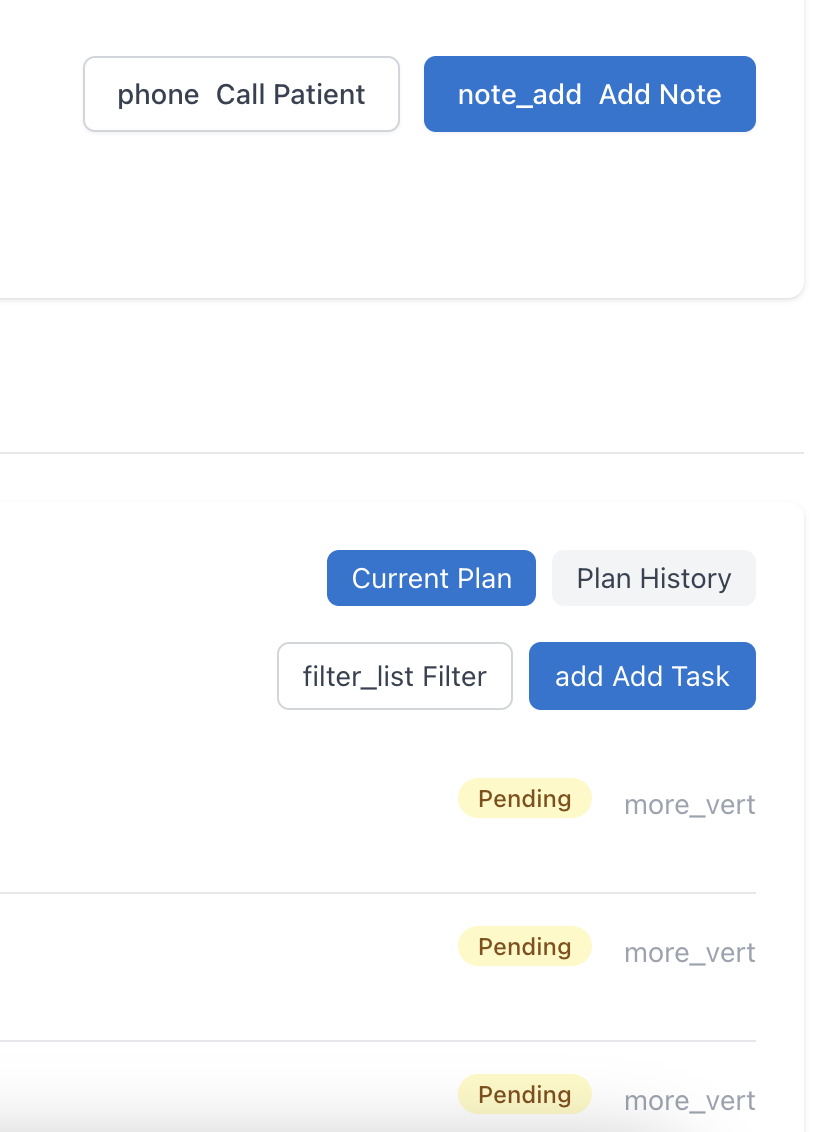 phone Call Patient note_add Add Note
Current Plan Plan History
filter_list Filter add Add Task
Pending more_vert
Pending more_vert
Pending more_vert